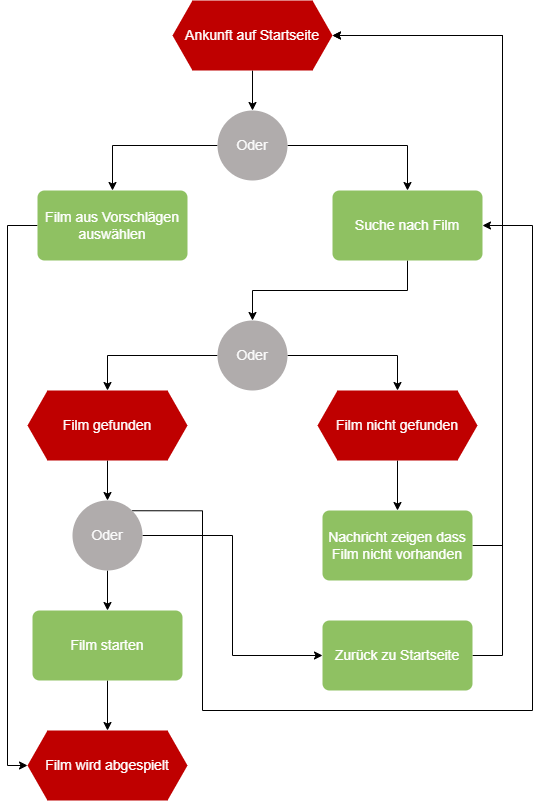 Ankunft auf Startseite
Oder
Film aus Vorschlägen
auswählen
Suche nach Film
Oder
Film gefunden
Film nicht gefunden
Oder
Nachricht zeigen dass
Film nicht vorhanden
Film starten
Zurück zu Startseite
Film wird abgespielt